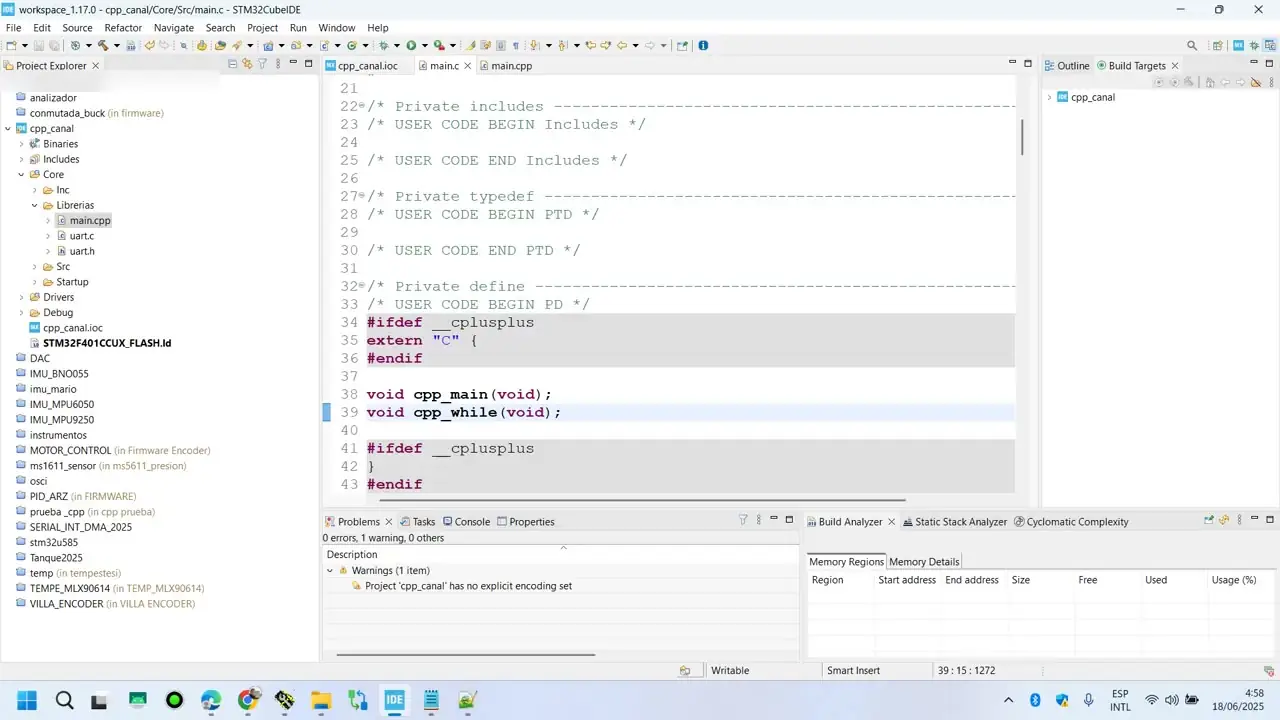 workspace_1.17.0 - cpp_canal/Core/Src/main.c - STM32CubeIDE
File Edit Source Refactor Navigate Search Project Run Window Help
Project Explorer
analizador
conmutada_buck (in firmware)
cpp_canal
Binaries
Includes
Core
Inc
Librerias
main.cpp
uart.c
uart.h
Src
Startup
Drivers
Debug
cpp_canal.ioc
STM32F401CCUX_FLASH.ld
DAC
IMU_BNO055
imu_mario
IMU_MPU6050
IMU_MPU9250
instrumentos
MOTOR_CONTROL (in Firmware Encoder)
ms1611_sensor (in ms5611_presion)
osci
PID_ARZ (in FIRMWARE)
prueba _cpp (in cpp prueba)
SERIAL_INT_DMA_2025
stm32u585
Tanque2025
temp (in tempestesi)
TEMPE_MLX90614 (in TEMP_MLX90614)
VILLA_ENCODER (in VILLA ENCODER)
cpp_canal.ioc main.c main.cpp
21
22 /* Private includes --------------------------------------------------
23 /* USER CODE BEGIN Includes */
24
25 /* USER CODE END Includes */
26
27 /* Private typedef ---------------------------------------------------
28 /* USER CODE BEGIN PTD */
29
30 /* USER CODE END PTD */
31
32 /* Private define ----------------------------------------------------
33 /* USER CODE BEGIN PD */
34 #ifdef __cplusplus
35 extern "C" {
36 #endif
37
38 void cpp_main(void);
39 void cpp_while(void);
40
41 #ifdef __cplusplus
42 }
43 #endif
Outline Build Targets
cpp_canal
Problems Tasks Console Properties
0 errors, 1 warning, 0 others
Description
Warnings (1 item)
Project 'cpp_canal' has no explicit encoding set
Build Analyzer Static Stack Analyzer Cyclomatic Complexity
Memory Regions Memory Details
Region Start address End address Size Free Used Usage (%)
Writable Smart Insert 39 : 15 : 1272
IDE
ESP
INTL
4:58
18/06/2025